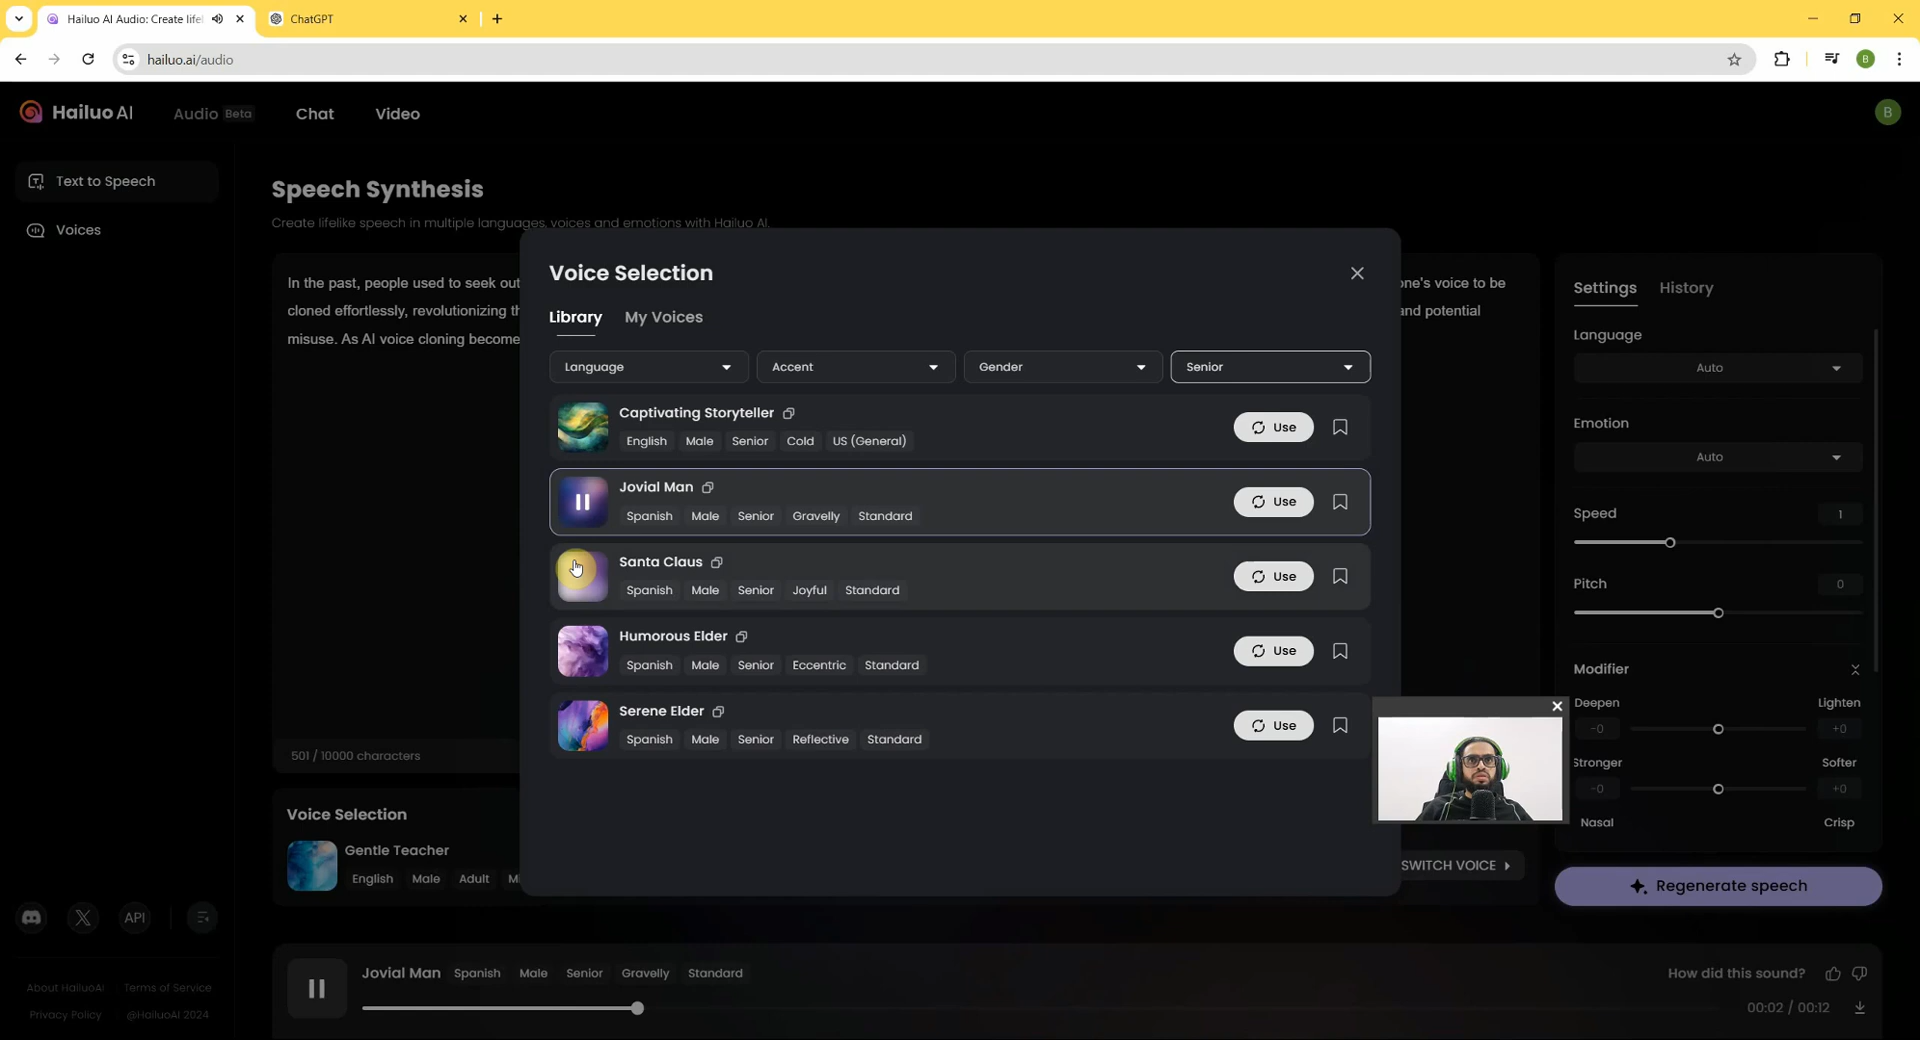 Hailuo AI Audio: Create lifel
ChatGPT
hailuo.ai/audio
B
Hailuo AI
Audio Beta
Chat
Video
B
Text to Speech
Voices
Speech Synthesis
Create lifelike speech in multiple languages, voices and emotions with Hailuo AI.
In the past, people used to seek out
one's voice to be
cloned effortlessly, revolutionizing th
and potential
misuse. As AI voice cloning become
501 / 10000 characters
Voice Selection
Gentle Teacher
English Male Adult Mi
SWITCH VOICE
Voice Selection
Library
My Voices
Language
Accent
Gender
Senior
Captivating Storyteller
English Male Senior Cold US (General)
Use
Jovial Man
Spanish Male Senior Gravelly Standard
Use
Santa Claus
Spanish Male Senior Joyful Standard
Use
Humorous Elder
Spanish Male Senior Eccentric Standard
Use
Serene Elder
Spanish Male Senior Reflective Standard
Use
Settings
History
Language
Auto
Emotion
Auto
Speed
1
Pitch
0
Modifier
Deepen
Lighten
-0
+0
Stronger
Softer
-0
+0
Nasal
Crisp
Regenerate speech
API
About HailuoAI
Terms of Service
Privacy Policy
@HailuoAI 2024
Jovial Man Spanish Male Senior Gravelly Standard
How did this sound?
00:02 / 00:12